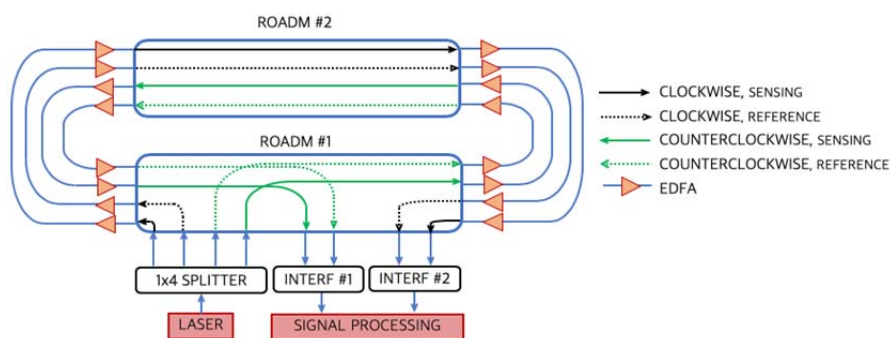 ROADM #2
CLOCKWISE, SENSING
CLOCKWISE, REFERENCE
COUNTERCLOCKWISE, SENSING
COUNTERCLOCKWISE, REFERENCE
EDFA
ROADM #1
1x4 SPLITTER
INTERF #1
INTERF #2
LASER
SIGNAL PROCESSING